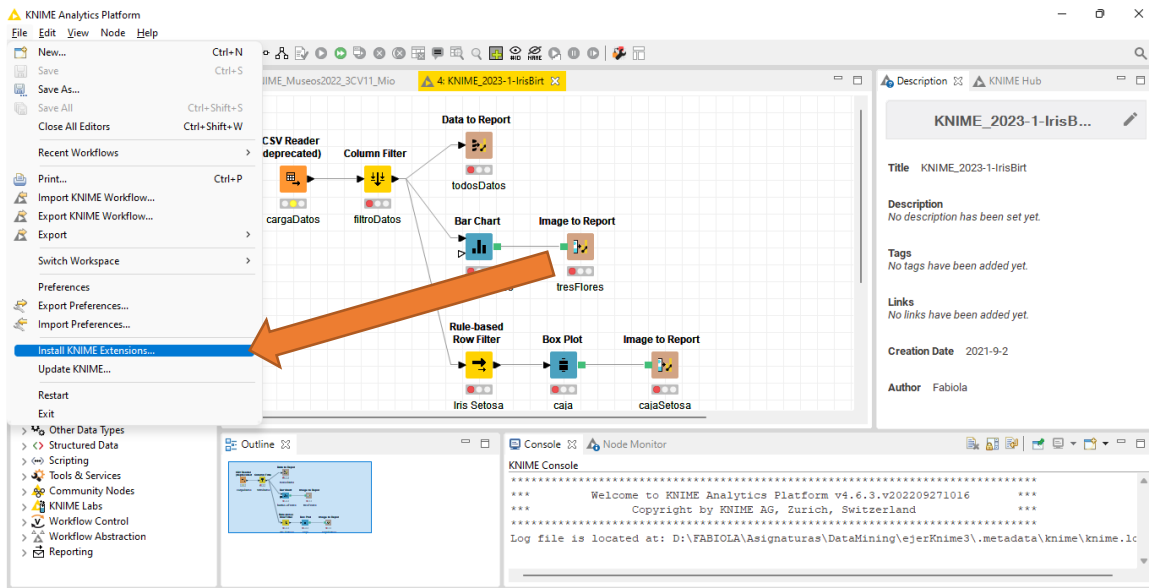 KNIME Analytics Platform
File Edit View Node Help
New... Ctrl+N
Save Ctrl+S
Save As...
Save All Ctrl+Shift+S
Close All Editors Ctrl+Shift+W
Recent Workflows
Print... Ctrl+P
Import KNIME Workflow...
Export KNIME Workflow...
Export
Switch Workspace
Preferences
Export Preferences...
Import Preferences...
Install KNIME Extensions...
Update KNIME...
Restart
Exit
Other Data Types
Structured Data
Scripting
Tools & Services
Community Nodes
KNIME Labs
Workflow Control
Workflow Abstraction
Reporting
NIME_Museos2022_3CV11_Mio
4: KNIME_2023-1-IrisBirt
Data to Report
todosDatos
CSV Reader
(deprecated)
cargaDatos
Column Filter
filtroDatos
Bar Chart
Image to Report
tresFlores
Rule-based
Row Filter
Iris Setosa
Box Plot
caja
Image to Report
cajaSetosa
Description
KNIME Hub
KNIME_2023-1-IrisB...
Title KNIME_2023-1-IrisBirt
Description
No description has been set yet.
Tags
No tags have been added yet.
Links
No links have been added yet.
Creation Date 2021-9-2
Author Fabiola
Outline
Console
Node Monitor
KNIME Console
*** Welcome to KNIME Analytics Platform v4.6.3.v202209271016 ***
*** Copyright by KNIME AG, Zurich, Switzerland ***
Log file is located at: D:\FABIOLA\Asignaturas\DataMining\ejerKnime3\.metadata\knime\knime.lo